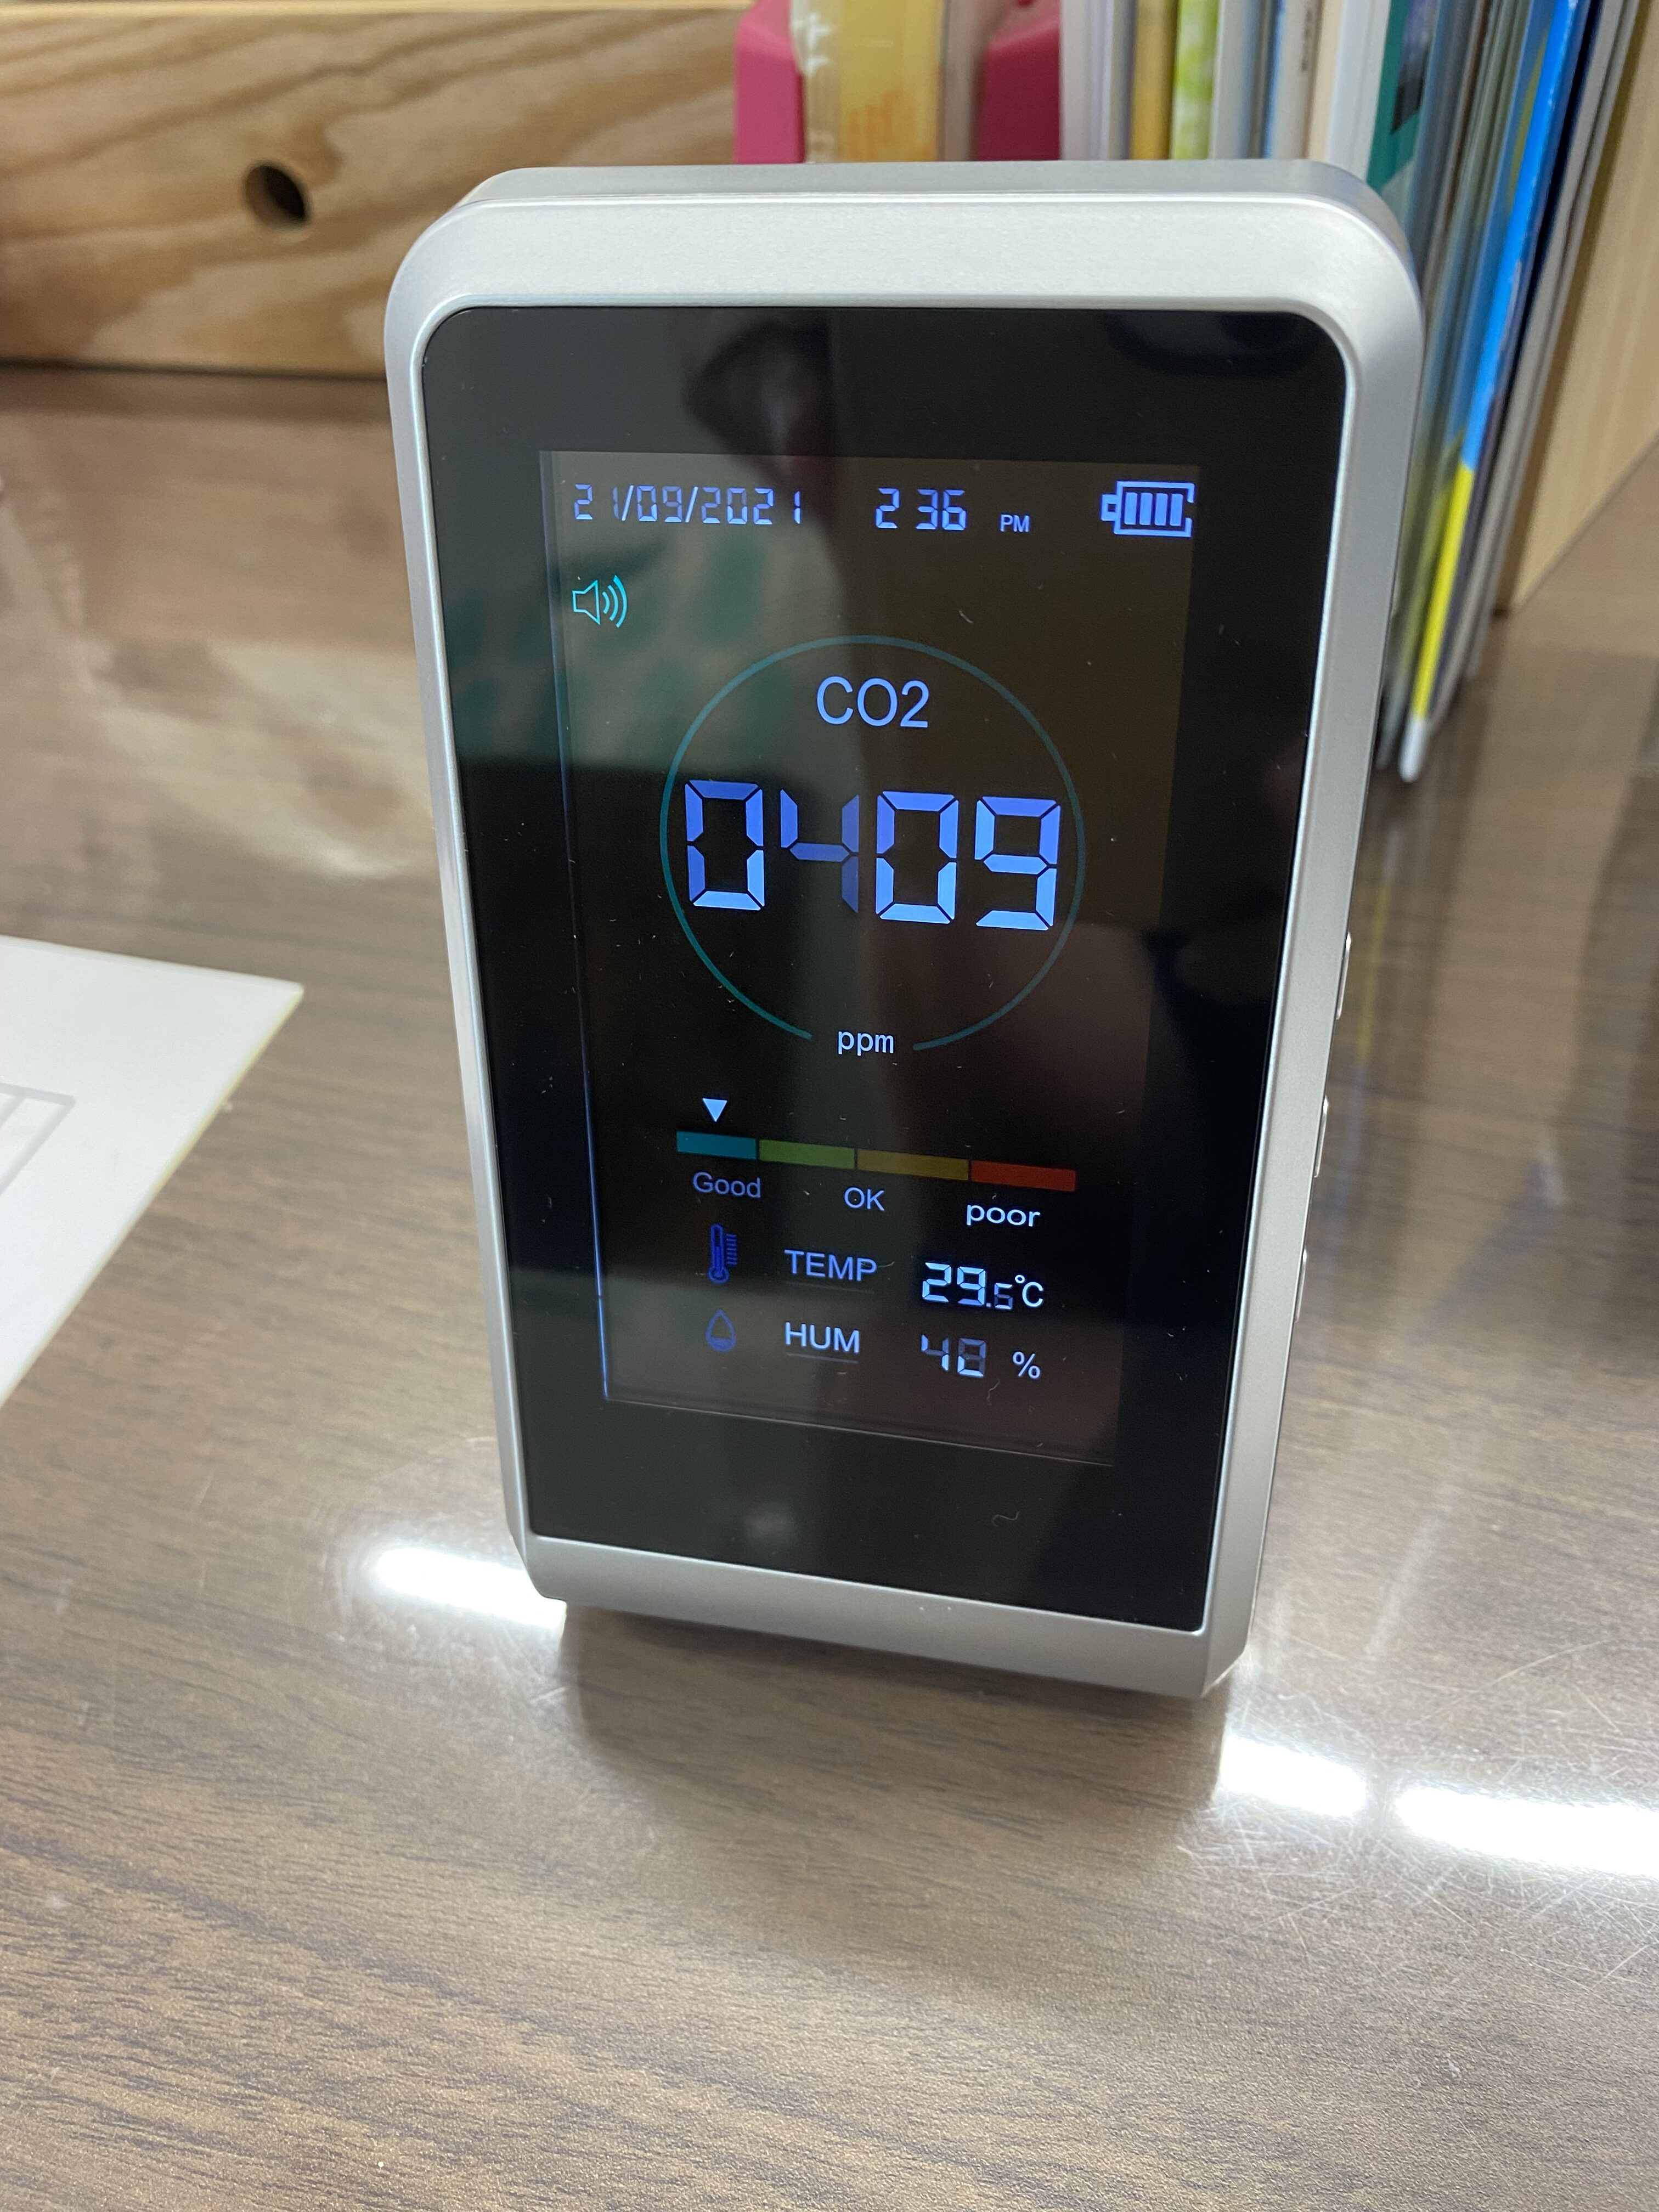 21/09/2021 2 36 PM
CO2
0409
ppm
Good OK poor
TEMP 29.5°C
HUM 48 %